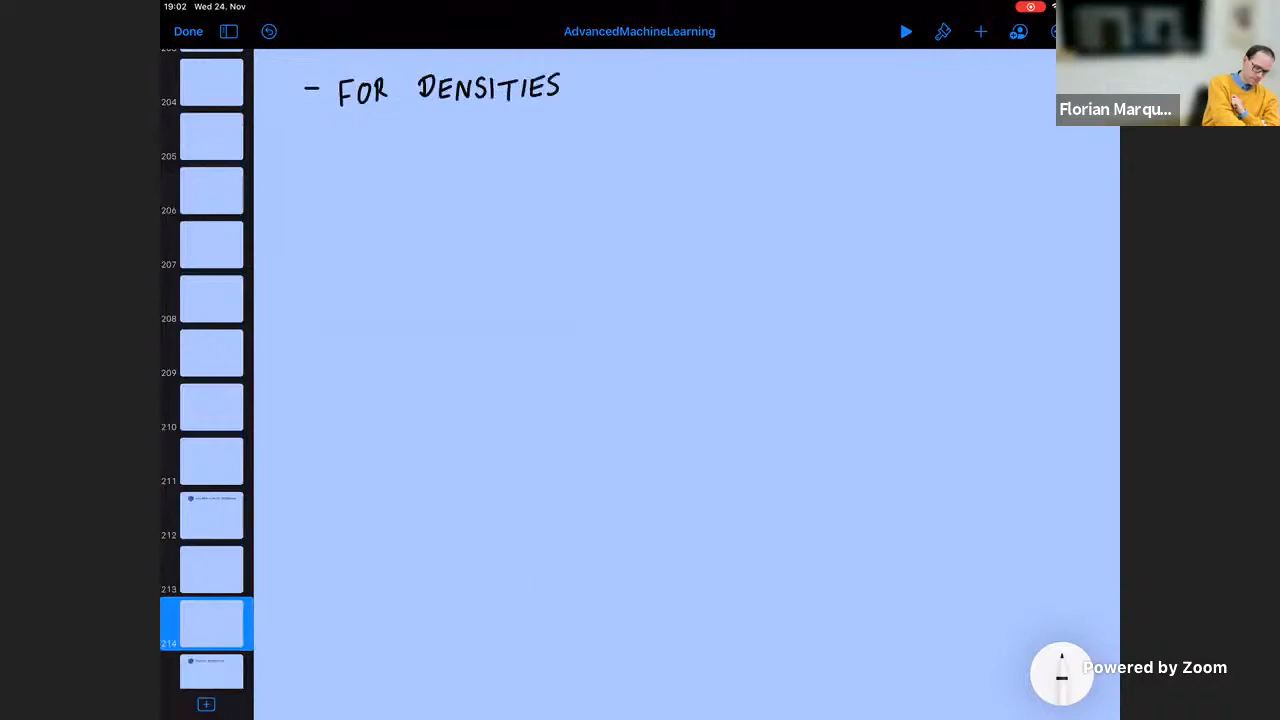 19:02 Wed 24. Nov
Done
AdvancedMachineLearning
- FOR DENSITIES
Florian Marqu...
204
205
206
207
208
209
210
211
212
213
214
Powered by Zoom